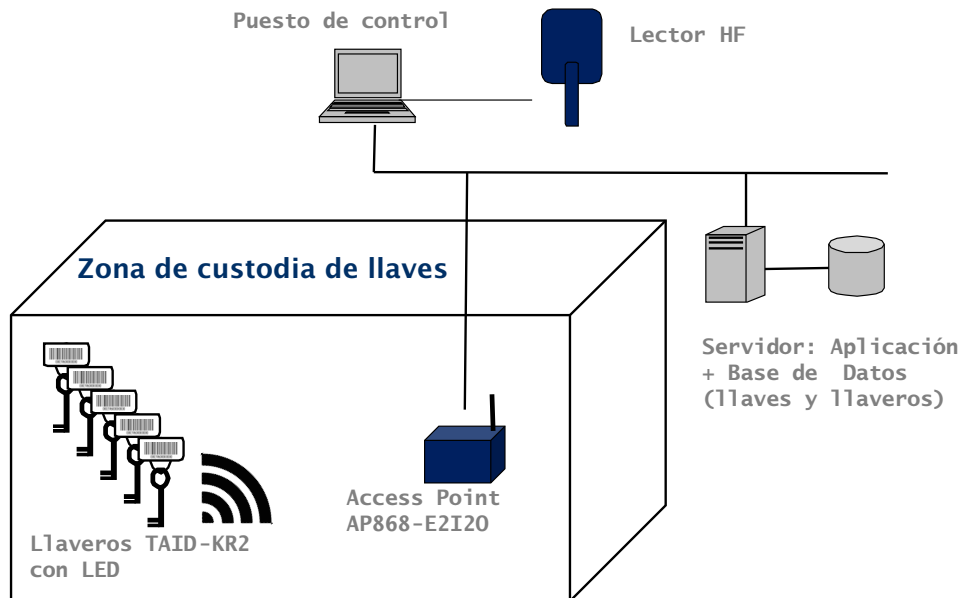 Puesto de control
Lector HF
Zona de custodia de llaves
Servidor: Aplicación
+ Base de Datos
(llaves y llaveros)
Access Point
AP868-E2I2O
Llaveros TAID-KR2
con LED